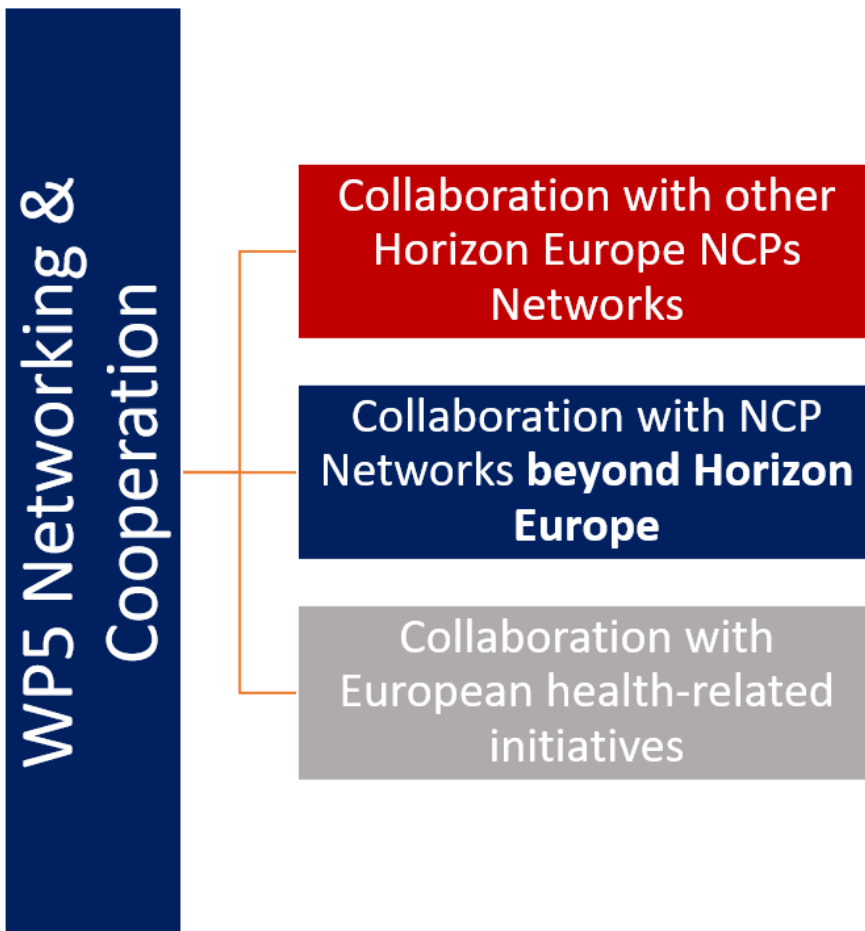 WP5 Networking &
Cooperation
Collaboration with other
Horizon Europe NCPs
Networks
Collaboration with NCP
Networks beyond Horizon
Europe
Collaboration with
European health-related
initiatives